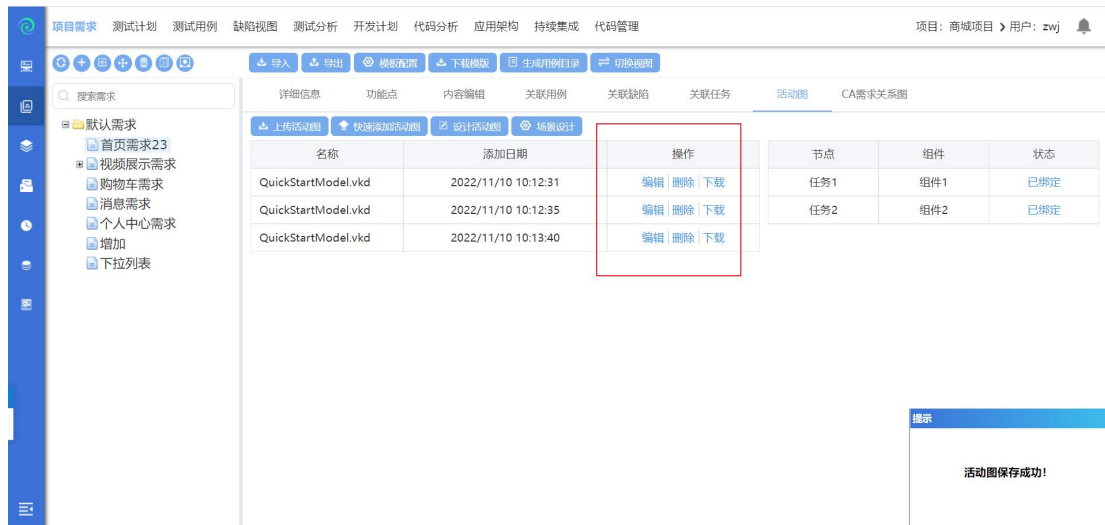 项目需求 测试计划 测试用例 缺陷视图 测试分析 开发计划 代码分析 应用架构 持续集成 代码管理 项目：商城项目 用户：zwj
导入 导出 模板配置 下载模版 生成用例目录 切换视图
搜索需求
详细信息 功能点 内容编辑 关联用例 关联缺陷 关联任务 活动图 CA需求关系图
默认需求
首页需求23
视频展示需求
购物车需求
消息需求
个人中心需求
增加
下拉列表
上传活动图 快速添加活动图 设计活动图 场景设计
名称 添加日期 操作 节点 组件 状态
QuickStartModel.vkd 2022/11/10 10:12:31 编辑 删除 下载 任务1 组件1 已绑定
QuickStartModel.vkd 2022/11/10 10:12:35 编辑 删除 下载 任务2 组件2 已绑定
QuickStartModel.vkd 2022/11/10 10:13:40 编辑 删除 下载
提示
活动图保存成功!